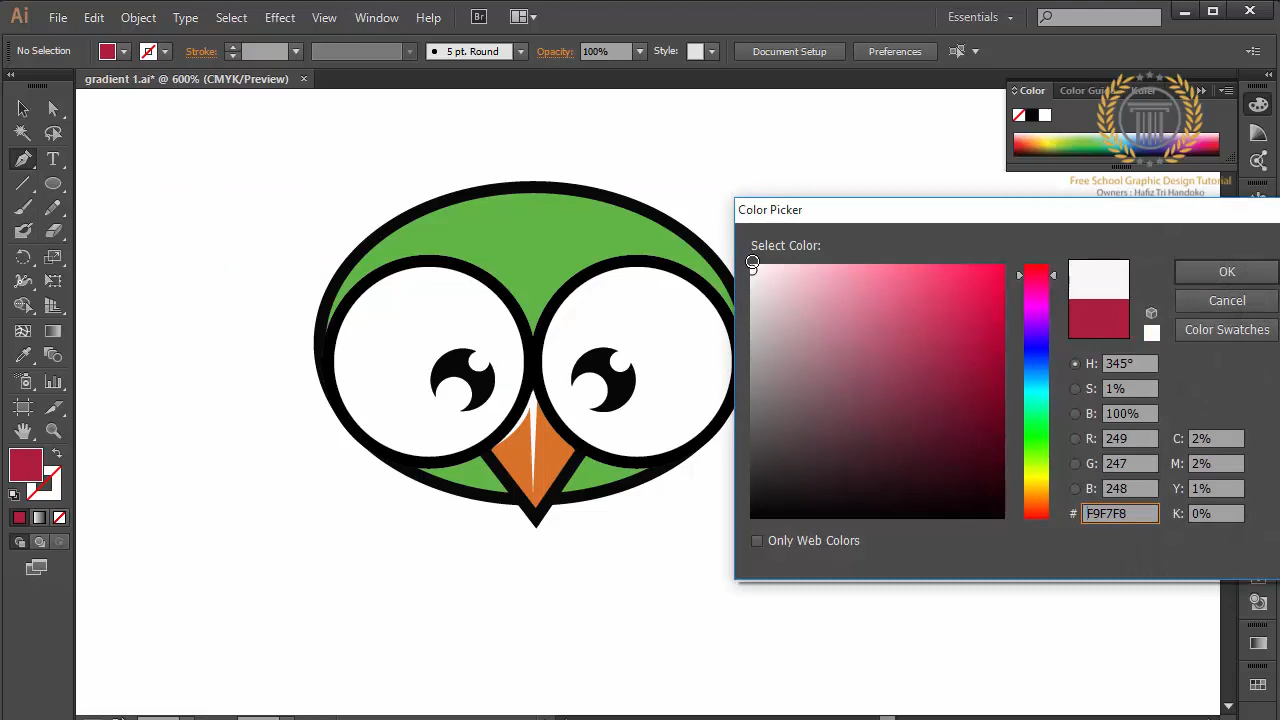 Ai File Edit Object Type Select Effect View Window Help Br Essentials
No Selection Stroke: 5 pt. Round Opacity: 100% Style: Document Setup Preferences
gradient 1.ai* @ 600% (CMYK/Preview) ×
Color Color Guide Kuler
Free School Graphic Design Tutorial
Owners : Hafiz Tri Handoko
Color Picker
Select Color:
OK
Cancel
Color Swatches
H: 345°
S: 1%
B: 100%
R: 249 C: 2%
G: 247 M: 2%
B: 248 Y: 1%
# F9F7F8 K: 0%
Only Web Colors
T